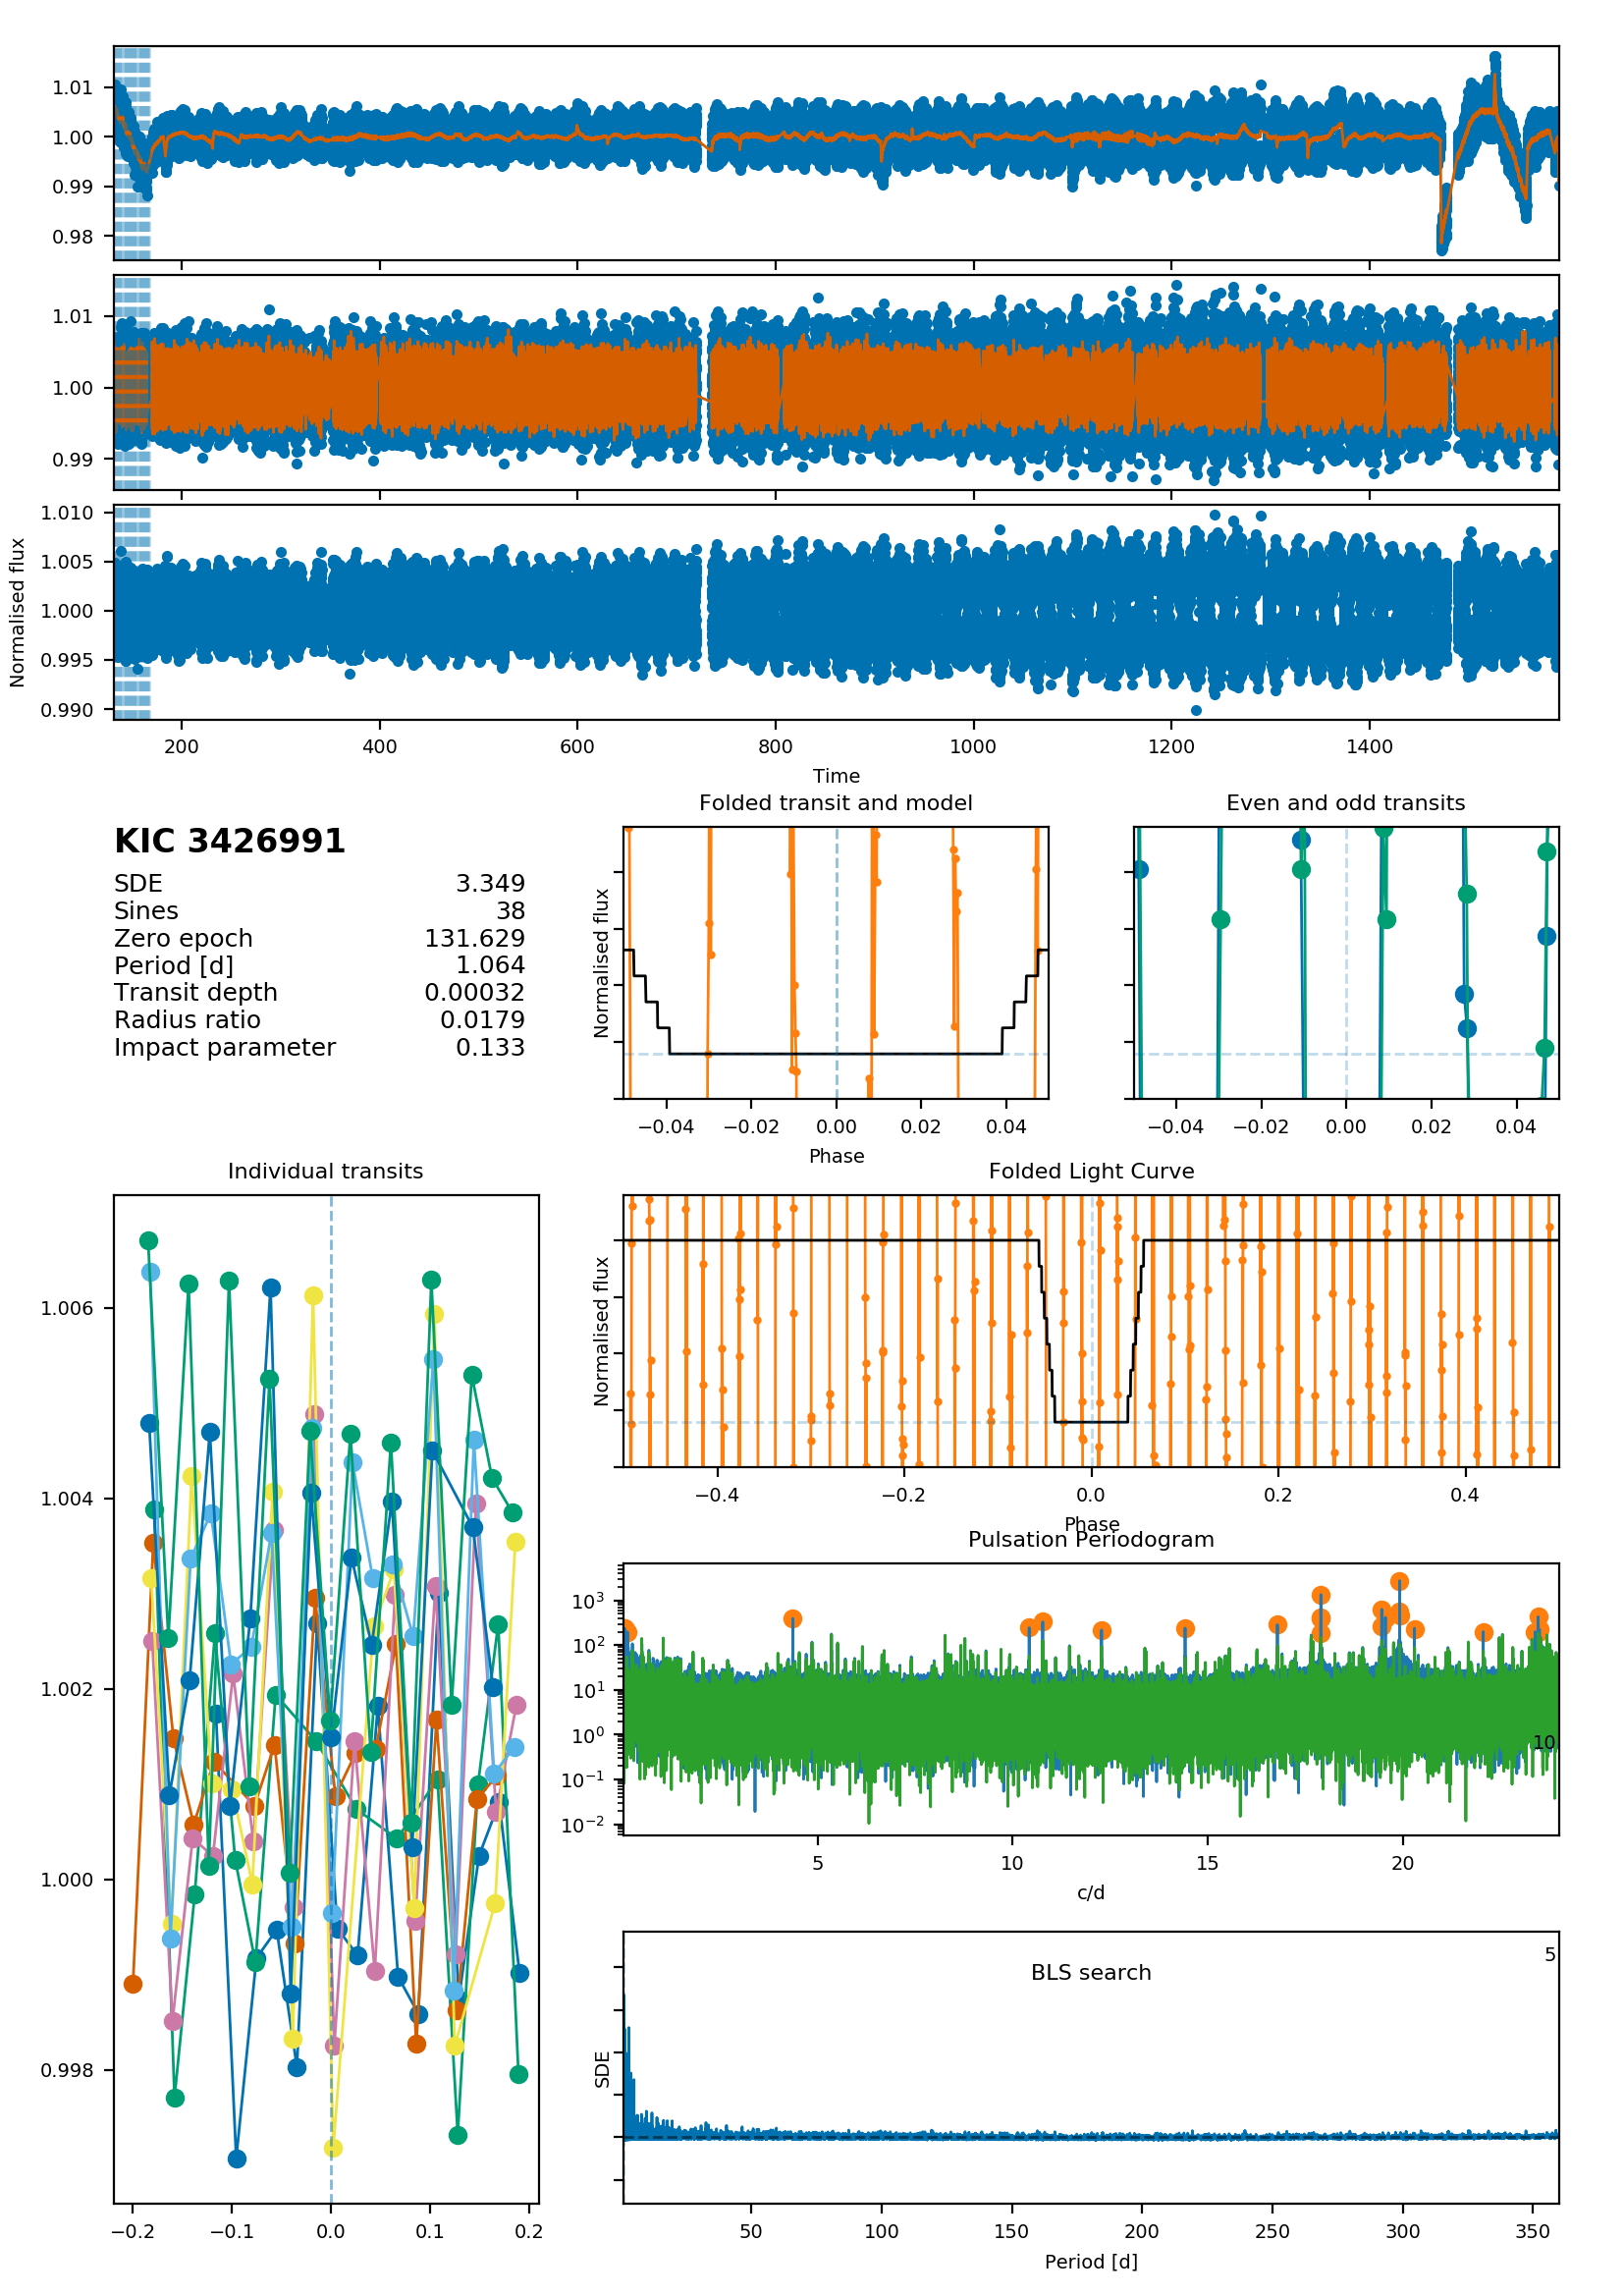 1.01
1.00
0.99
0.98
1.01
1.00
0.99
1.010
1.005
1.000
0.995
0.990
Normalised flux
200 400 600 800 1000 1200 1400
Time
KIC 3426991
SDE 3.349
Sines 38
Zero epoch 131.629
Period [d] 1.064
Transit depth 0.00032
Radius ratio 0.0179
Impact parameter 0.133
Folded transit and model
Normalised flux
−0.04 −0.02 0.00 0.02 0.04
Phase
Even and odd transits
−0.04 −0.02 0.00 0.02 0.04
Individual transits
1.006
1.004
1.002
1.000
0.998
−0.2 −0.1 0.0 0.1 0.2
Folded Light Curve
Normalised flux
−0.4 −0.2 0.0 0.2 0.4
Phase
Pulsation Periodogram
10³
10²
10¹
10⁰
10⁻¹
10⁻²
10
5 10 15 20
c/d
BLS search
5
SDE
50 100 150 200 250 300 350
Period [d]